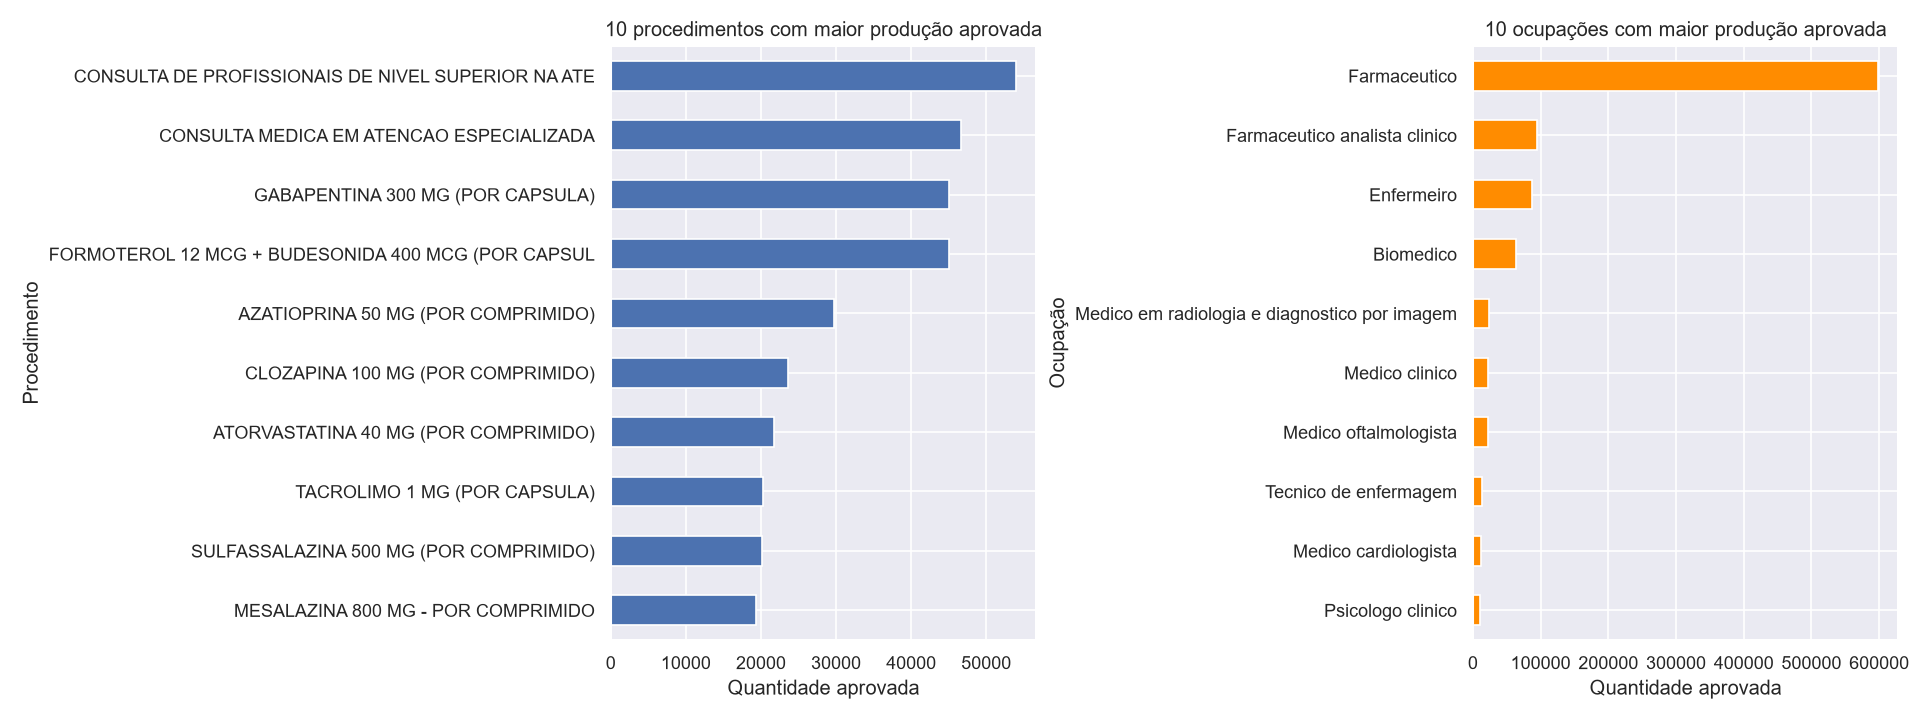 10 procedimentos com maior produção aprovada
CONSULTA DE PROFISSIONAIS DE NIVEL SUPERIOR NA ATE
CONSULTA MEDICA EM ATENCAO ESPECIALIZADA
GABAPENTINA 300 MG (POR CAPSULA)
FORMOTEROL 12 MCG + BUDESONIDA 400 MCG (POR CAPSUL
AZATIOPRINA 50 MG (POR COMPRIMIDO)
CLOZAPINA 100 MG (POR COMPRIMIDO)
ATORVASTATINA 40 MG (POR COMPRIMIDO)
TACROLIMO 1 MG (POR CAPSULA)
SULFASSALAZINA 500 MG (POR COMPRIMIDO)
MESALAZINA 800 MG - POR COMPRIMIDO
Procedimento
0 10000 20000 30000 40000 50000
Quantidade aprovada
10 ocupações com maior produção aprovada
Farmaceutico
Farmaceutico analista clinico
Enfermeiro
Biomedico
Medico em radiologia e diagnostico por imagem
Medico clinico
Medico oftalmologista
Tecnico de enfermagem
Medico cardiologista
Psicologo clinico
Ocupação
0 100000 200000 300000 400000 500000 600000
Quantidade aprovada